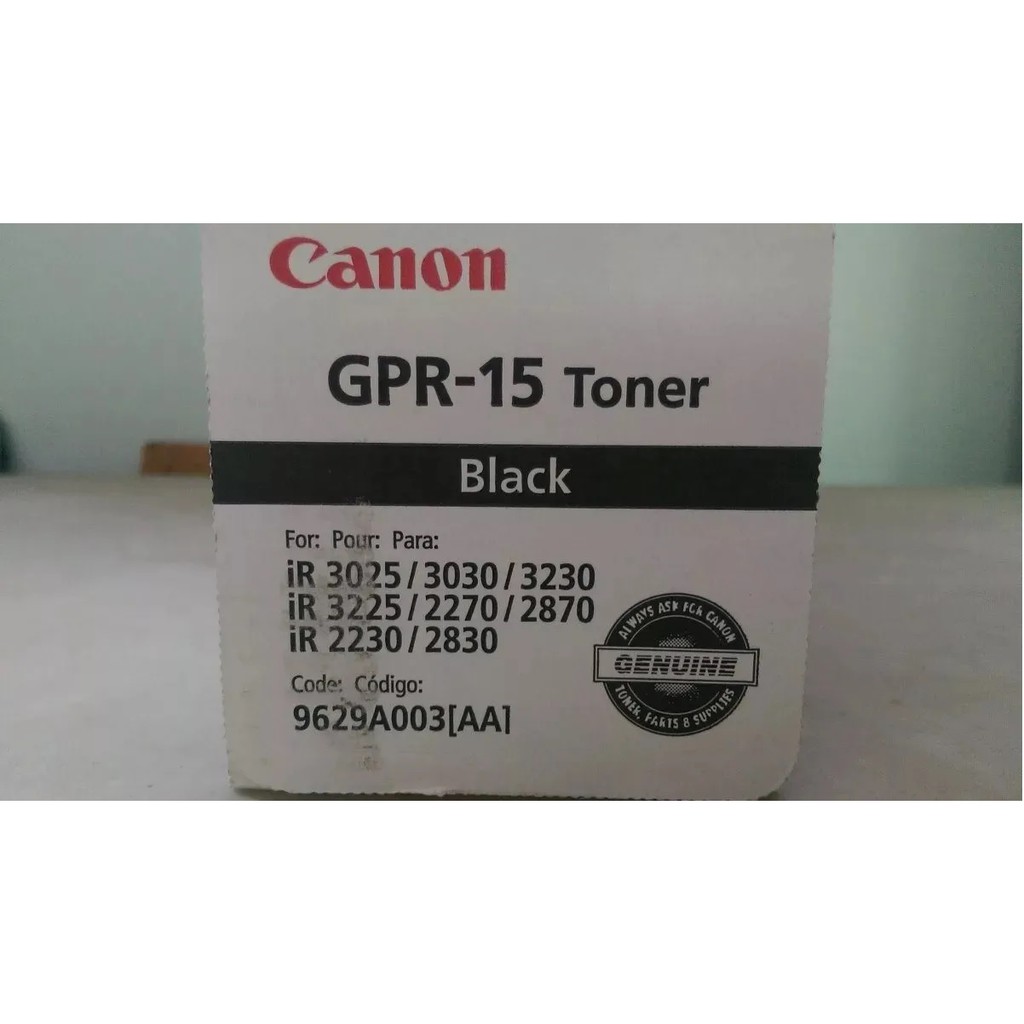 Canon
GPR-15 Toner
Black
For: Pour: Para:
iR 3025/3030/3230
iR 3225/2270/2870
iR 2230/2830
Code: Código:
9629A003[AA]
ALWAYS ASK FOR CANON
GENUINE
TONER, PARTS & SUPPLIES